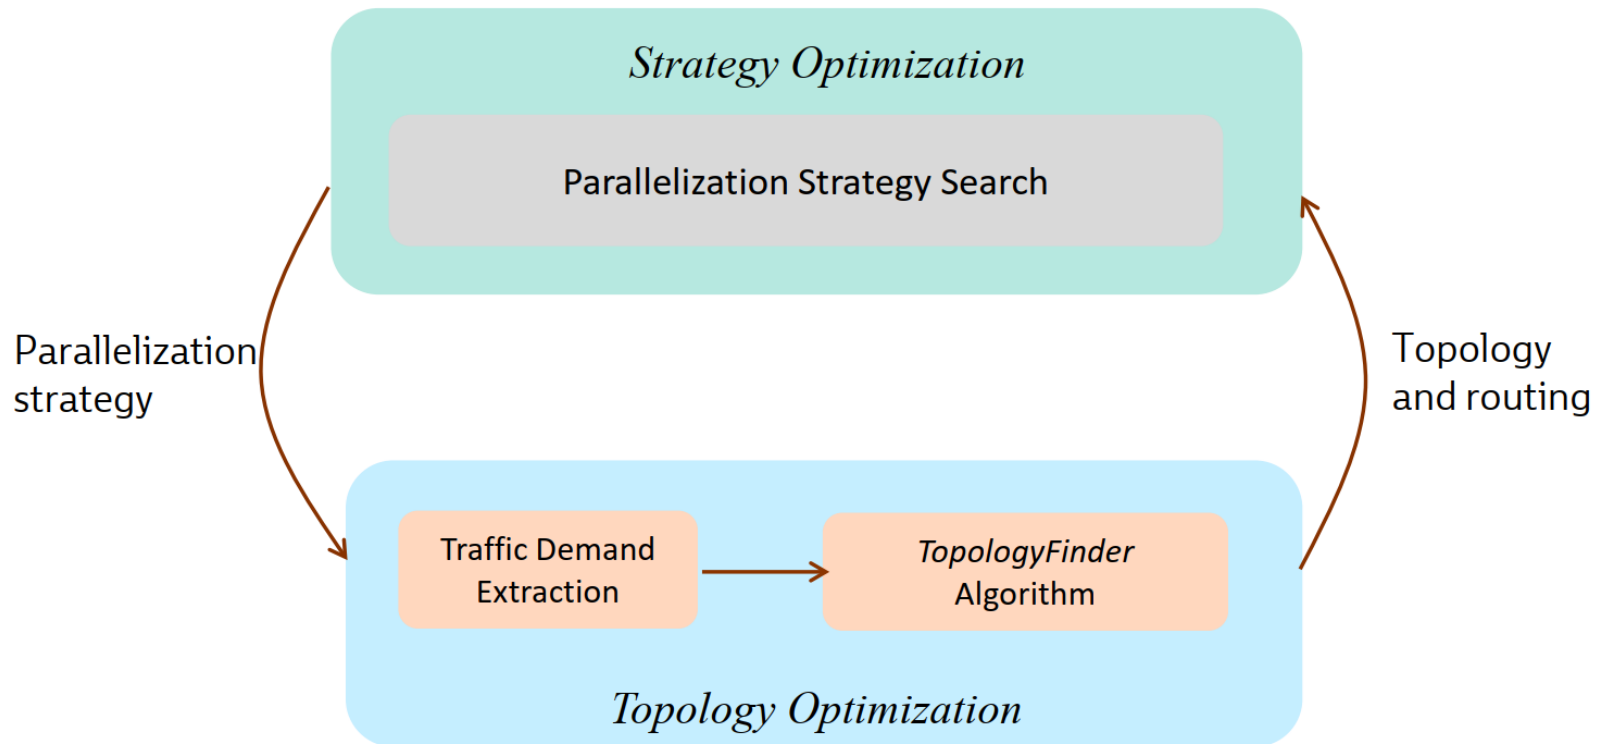 Strategy Optimization
Parallelization Strategy Search
Parallelization
strategy
Topology
and routing
Traffic Demand
Extraction
TopologyFinder
Algorithm
Topology Optimization